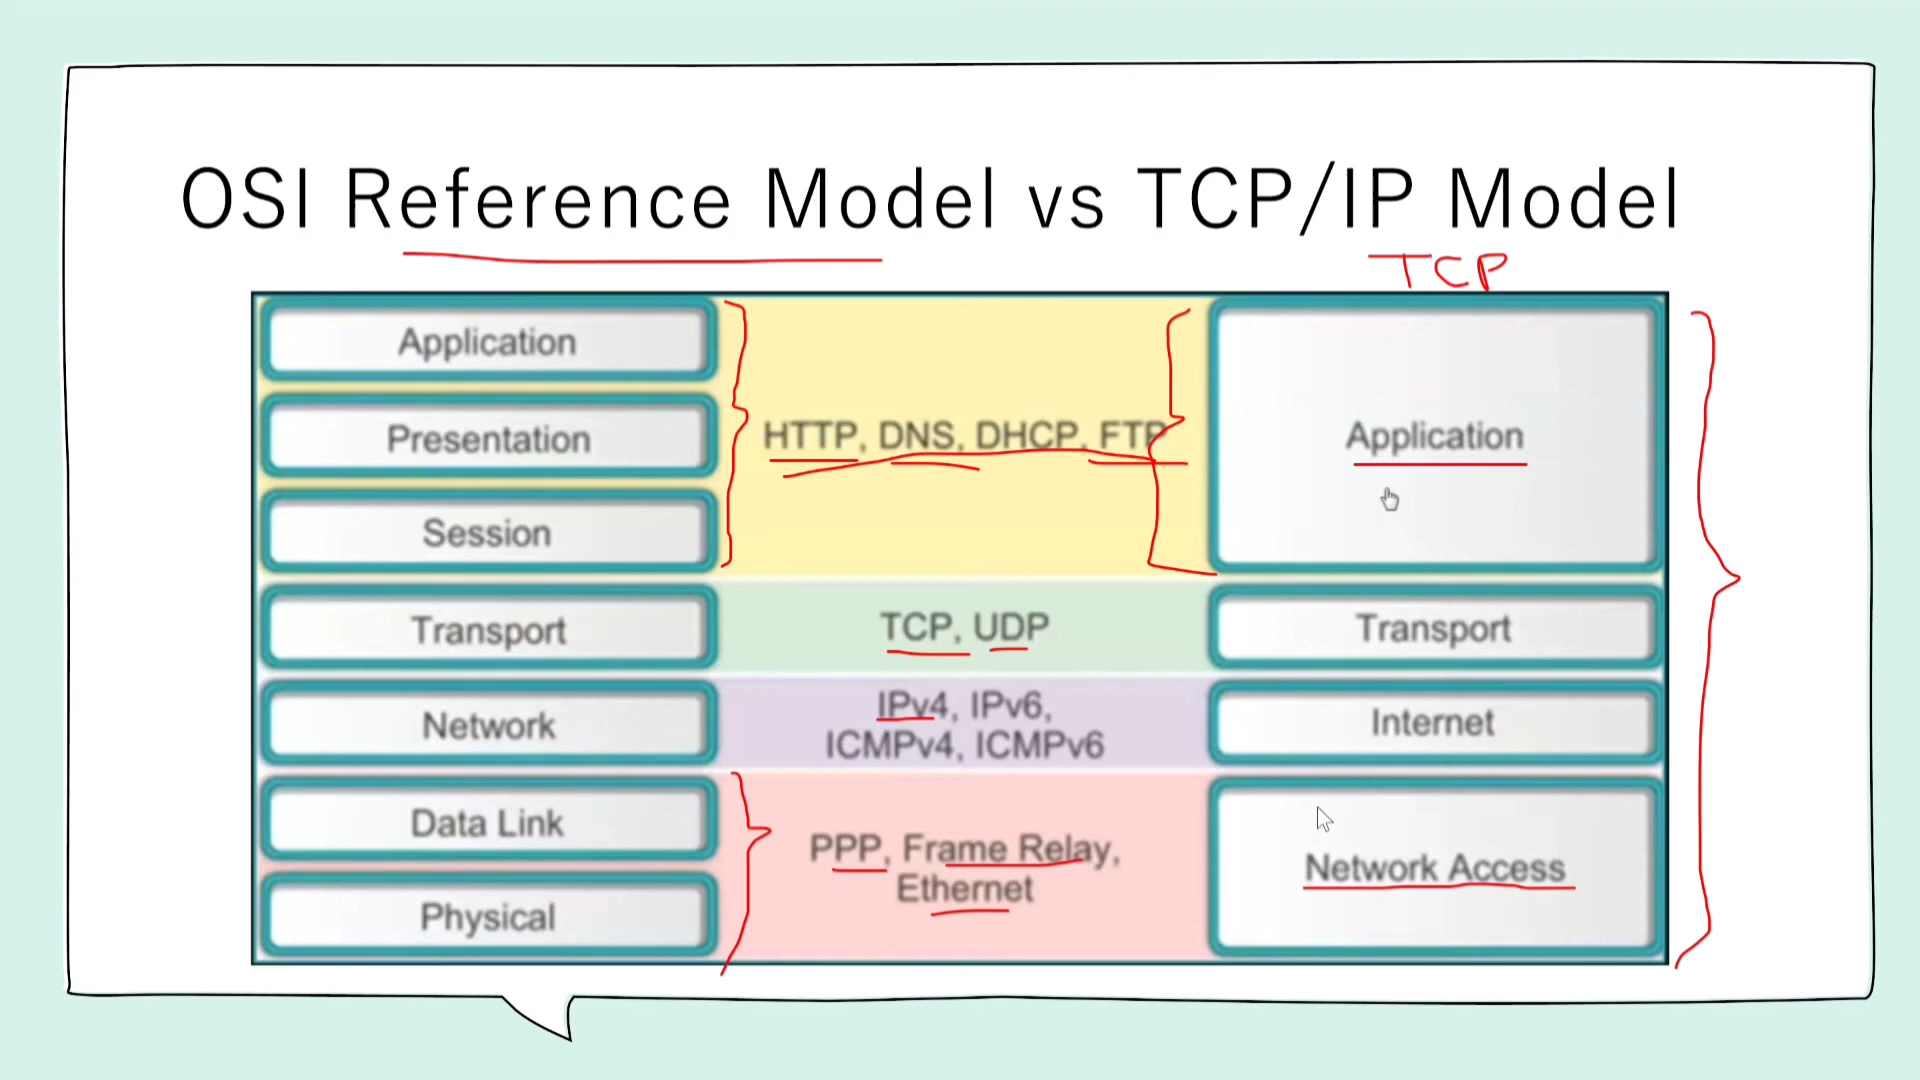 OSI Reference Model vs TCP/IP Model
TCP
Application
Presentation
Session
Transport
Network
Data Link
Physical
HTTP, DNS, DHCP, FTP
TCP, UDP
IPv4, IPv6,
ICMPv4, ICMPv6
PPP, Frame Relay,
Ethernet
Application
Transport
Internet
Network Access